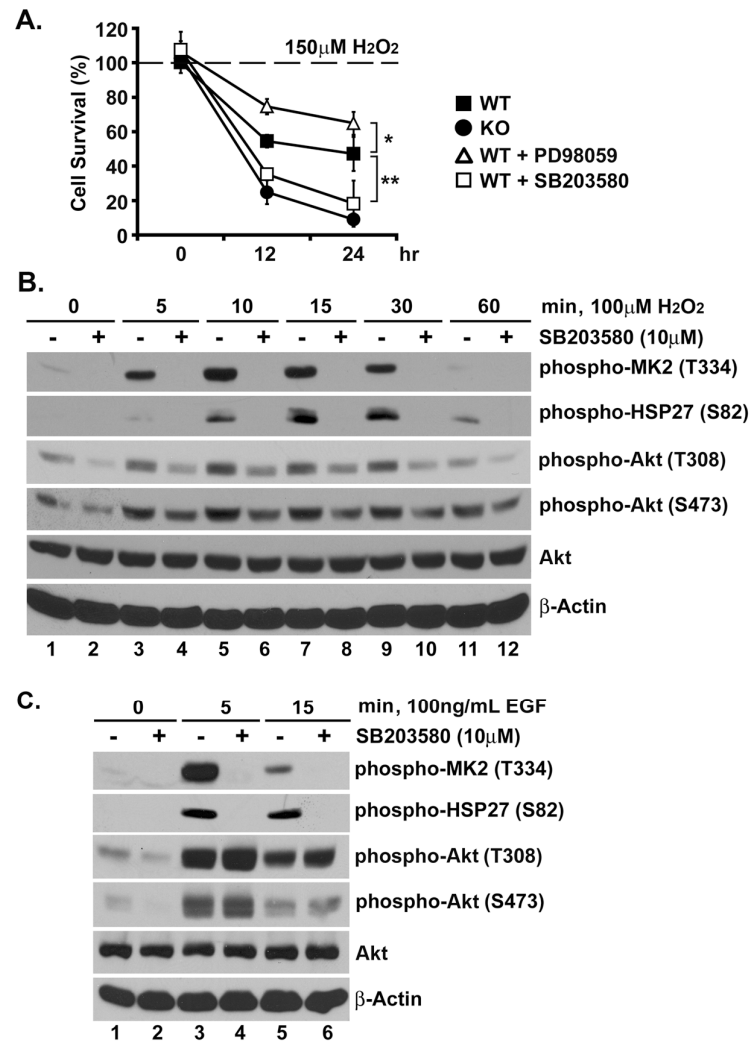 A.
120
100
80
60
40
20
0
Cell Survival (%)
150μM H₂O₂
*
**
0 12 24 hr
WT
KO
WT + PD98059
WT + SB203580
B.
0 5 10 15 30 60 min, 100μM H₂O₂
- + - + - + - + - + - + SB203580 (10μM)
phospho-MK2 (T334)
phospho-HSP27 (S82)
phospho-Akt (T308)
phospho-Akt (S473)
Akt
β-Actin
1 2 3 4 5 6 7 8 9 10 11 12
C.
0 5 15 min, 100ng/mL EGF
- + - + - + SB203580 (10μM)
phospho-MK2 (T334)
phospho-HSP27 (S82)
phospho-Akt (T308)
phospho-Akt (S473)
Akt
β-Actin
1 2 3 4 5 6